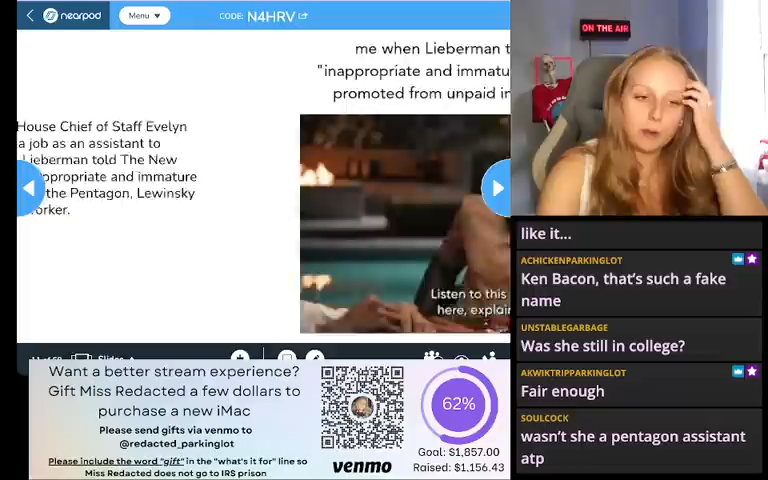 nearpod
Menu
CODE: N4HRV
ON THE AIR
me when Lieberman t
"inappropriate and immatu
promoted from unpaid in
House Chief of Staff Evelyn
a job as an assistant to
Lieberman told The New
appropriate and immature
the Pentagon, Lewinsky
orker.
Listen to this
here, explai
like it...
ACHICKENPARKINGLOT
Ken Bacon, that's such a fake
name
UNSTABLEGARBAGE
Was she still in college?
AKWIKTRIPPARKINGLOT
Fair enough
SOULCOCK
wasn't she a pentagon assistant
atp
Slides
Want a better stream experience?
Gift Miss Redacted a few dollars to
purchase a new iMac
Please send gifts via venmo to
@redacted_parkinglot
Please include the word "gift" in the "what's it for" line so
Miss Redacted does not go to IRS prison
venmo
62%
Goal: $1,857.00
Raised: $1,156.43